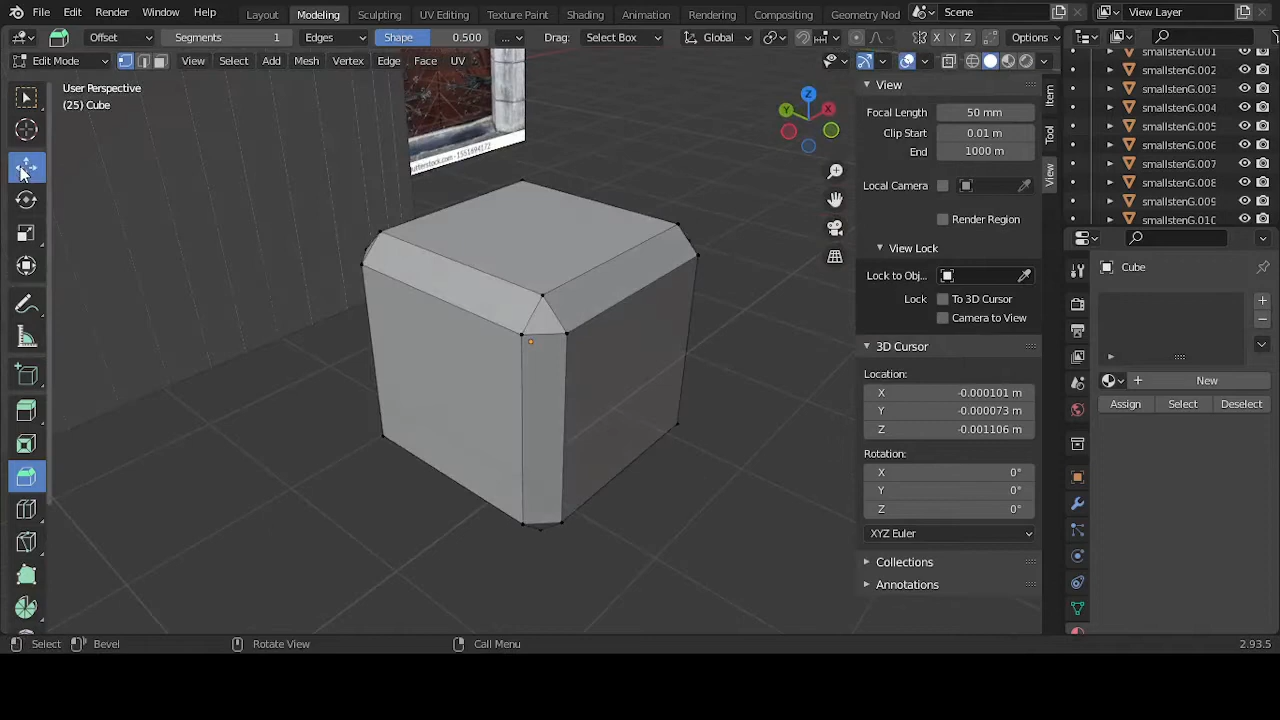 File Edit Render Window Help Layout Modeling Sculpting UV Editing Texture Paint Shading Animation Rendering Compositing Geometry Nod Scene View Layer
Offset Segments 1 Edges Shape 0.500 ... Drag: Select Box Global X Y Z Options
Edit Mode View Select Add Mesh Vertex Edge Face UV
User Perspective
(25) Cube
shutterstock.com · 1551694172
Z
Y
X
View
Focal Length 50 mm
Clip Start 0.01 m
End 1000 m
Local Camera
Render Region
View Lock
Lock to Obj...
Lock To 3D Cursor
Camera to View
3D Cursor
Location:
X -0.000101 m
Y -0.000073 m
Z -0.001106 m
Rotation:
X 0°
Y 0°
Z 0°
XYZ Euler
Collections
Annotations
Item
Tool
View
smallstenG.001
smallstenG.002
smallstenG.003
smallstenG.004
smallstenG.005
smallstenG.006
smallstenG.007
smallstenG.008
smallstenG.009
smallstenG.010
Cube
New
Assign Select Deselect
Select Bevel Rotate View Call Menu 2.93.5